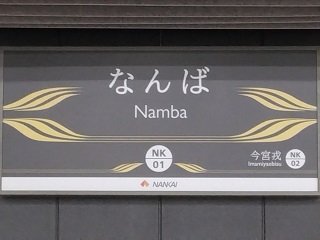 なんば
Namba
NK
01
今宮戎
Imamiyaebisu
NK
02
NANKAI